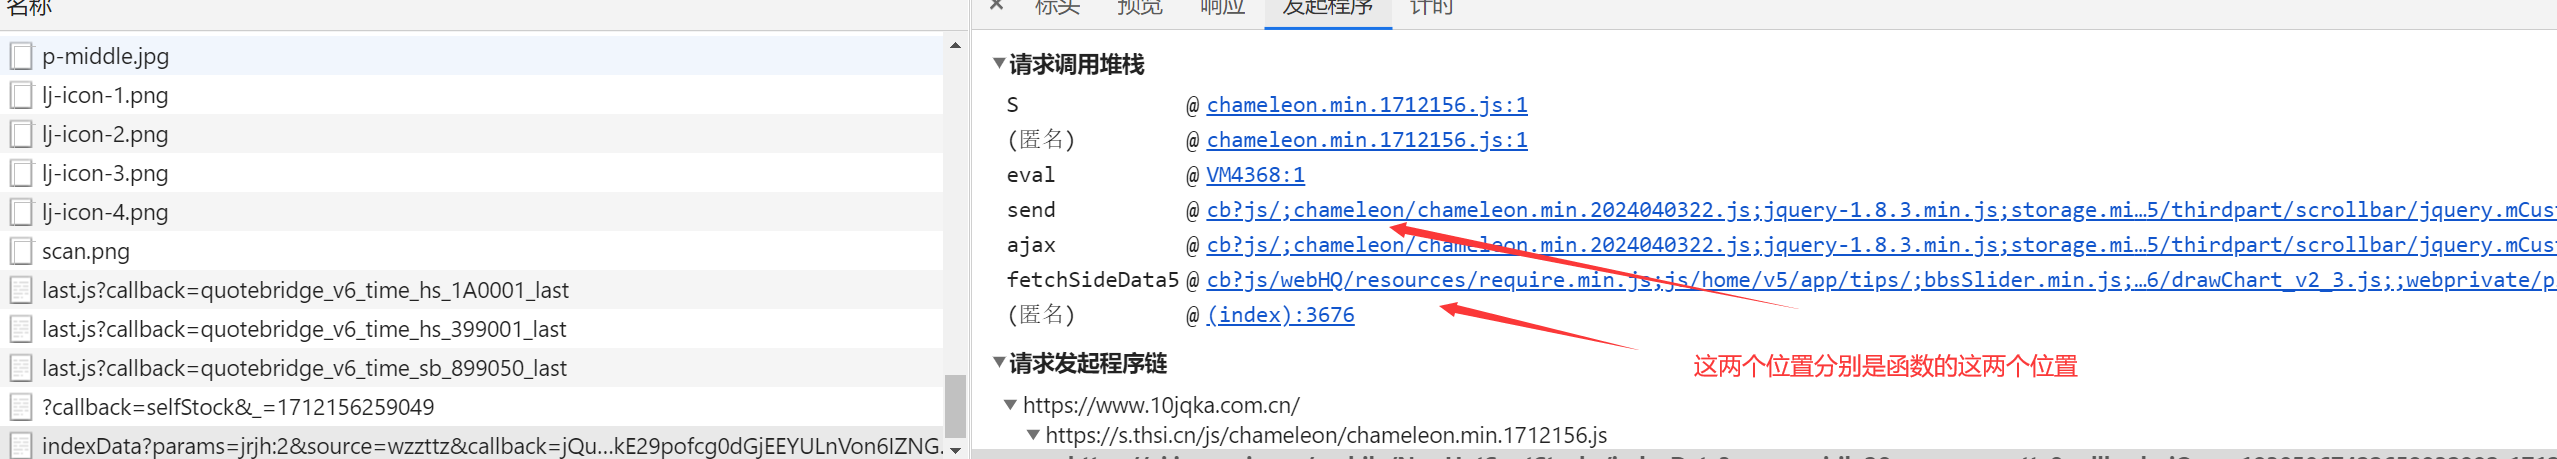 名称
p-middle.jpg
lj-icon-1.png
lj-icon-2.png
lj-icon-3.png
lj-icon-4.png
scan.png
last.js?callback=quotebridge_v6_time_hs_1A0001_last
last.js?callback=quotebridge_v6_time_hs_399001_last
last.js?callback=quotebridge_v6_time_sb_899050_last
?callback=selfStock&_=1712156259049
indexData?params=jrjh:2&source=wzzttz&callback=jQu...kE29pofcg0dGjEEYULnVon6IZNG.
× 标头 预览 响应 发起程序 计时
请求调用堆栈
S @ chameleon.min.1712156.js:1
(匿名) @ chameleon.min.1712156.js:1
eval @ VM4368:1
send @ cb?js/;chameleon/chameleon.min.2024040322.js;jquery-1.8.3.min.js;storage.mi…5/thirdpart/scrollbar/jquery.mCust
ajax @ cb?js/;chameleon/chameleon.min.2024040322.js;jquery-1.8.3.min.js;storage.mi…5/thirdpart/scrollbar/jquery.mCust
fetchSideData5 @ cb?js/webHQ/resources/require.min.js;js/home/v5/app/tips/;bbsSlider.min.js;…6/drawChart_v2_3.js;;webprivate/p
(匿名) @ (index):3676
这两个位置分别是函数的这两个位置
请求发起程序链
https://www.10jqka.com.cn/
https://s.thsi.cn/js/chameleon/chameleon.min.1712156.js